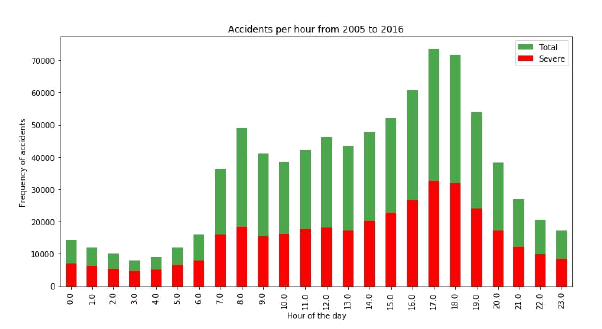 Accidents per hour from 2005 to 2016
Total
Severe
Frequency of accidents
70000
60000
50000
40000
30000
20000
10000
0
0.0 1.0 2.0 3.0 4.0 5.0 6.0 7.0 8.0 9.0 10.0 11.0 12.0 13.0 14.0 15.0 16.0 17.0 18.0 19.0 20.0 21.0 22.0 23.0
Hour of the day